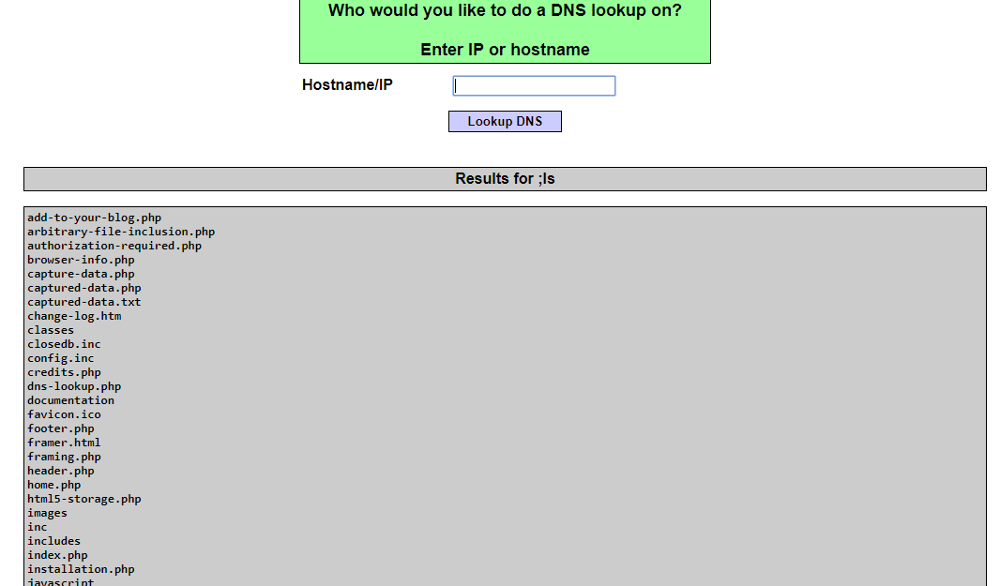 Who would you like to do a DNS lookup on?
Enter IP or hostname
Hostname/IP
Lookup DNS
Results for ;ls
add-to-your-blog.php
arbitrary-file-inclusion.php
authorization-required.php
browser-info.php
capture-data.php
captured-data.php
captured-data.txt
change-log.htm
classes
closedb.inc
config.inc
credits.php
dns-lookup.php
documentation
favicon.ico
footer.php
framer.html
framing.php
header.php
home.php
html5-storage.php
images
inc
includes
index.php
installation.php
javascript